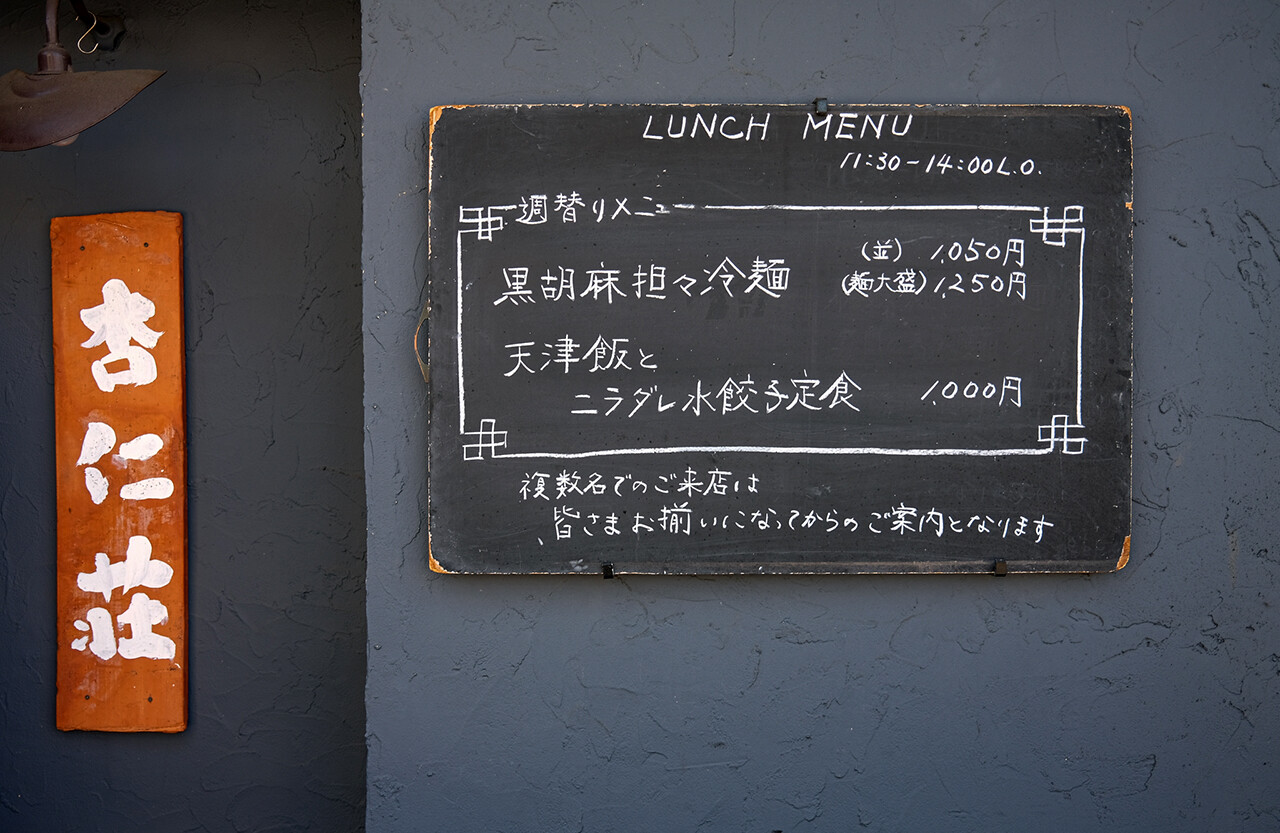 杏仁荘
LUNCH MENU
11:30-14:00 L.O.
週替りメニュー
黒胡麻担々冷麺
(並) 1,050円
(麺大盛) 1,250円
天津飯と
ニラダレ水餃子定食 1,000円
複数名でのご来店は
、皆さまお揃いになってからのご案内となります